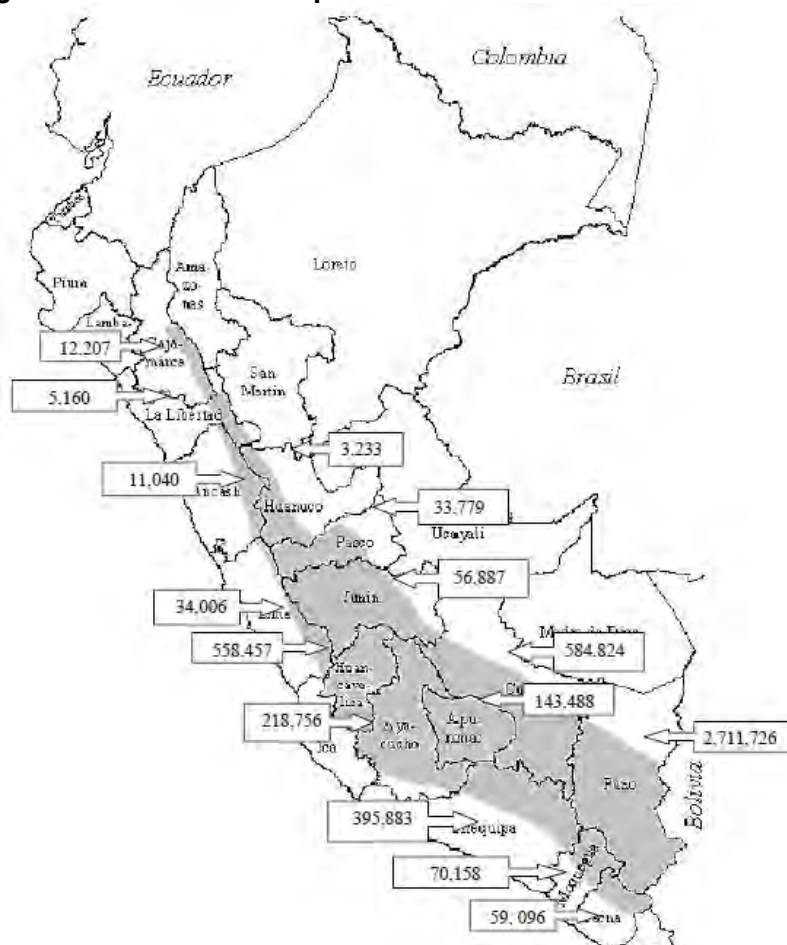 Colombia
Ecuador
Loreto
Ama-
zo-
nas
Piura
Lamba-
Caja-
marca
12.207
San
Martín
Brasil
5.160
La Libertad
3.233
11,040
Huanuco
33.779
Ucayali
Pasco
56,887
Junin
34,006
558.457
584.824
Huan-
cave-
lica
143.488
218,756
Aya-
cucho
Apu-
rimac
Ica
2,711,726
Puno
Bolivia
395,883
70,158
Moquegua
59, 096